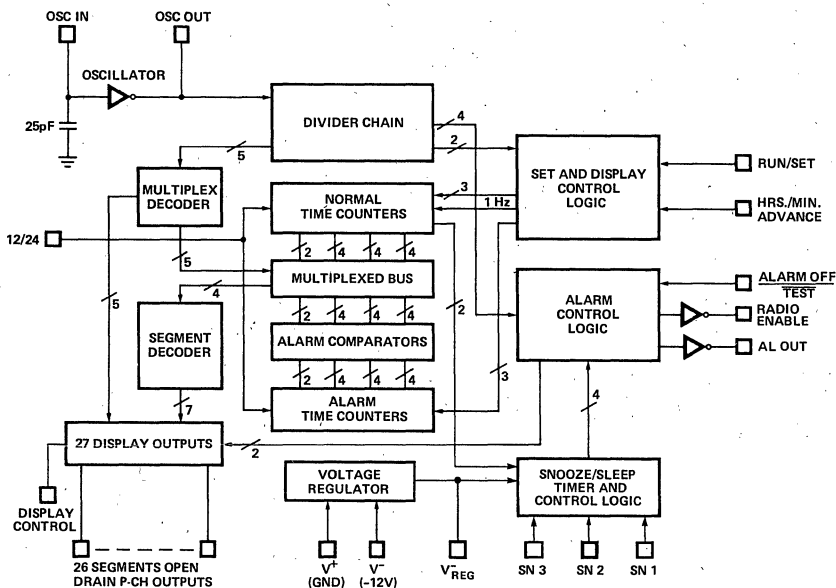 OSC IN
OSC OUT
OSCILLATOR
25pF
DIVIDER CHAIN
4
2
5
MULTIPLEX
DECODER
NORMAL
TIME COUNTERS
3
1 Hz
SET AND DISPLAY
CONTROL
LOGIC
RUN/SET
HRS./MIN.
ADVANCE
12/24
2 4 4 4
5
MULTIPLEXED BUS
4
5
2 4 4 4
2
ALARM
CONTROL
LOGIC
ALARM OFF
TEST
RADIO
ENABLE
AL OUT
SEGMENT
DECODER
ALARM COMPARATORS
2 4 4 4
3
7
ALARM
TIME COUNTERS
4
27 DISPLAY OUTPUTS
2
VOLTAGE
REGULATOR
SNOOZE/SLEEP
TIMER AND
CONTROL LOGIC
DISPLAY
CONTROL
26 SEGMENTS OPEN
DRAIN P-CH OUTPUTS
V+
(GND)
V-
(-12V)
V-REG
SN 3
SN 2
SN 1